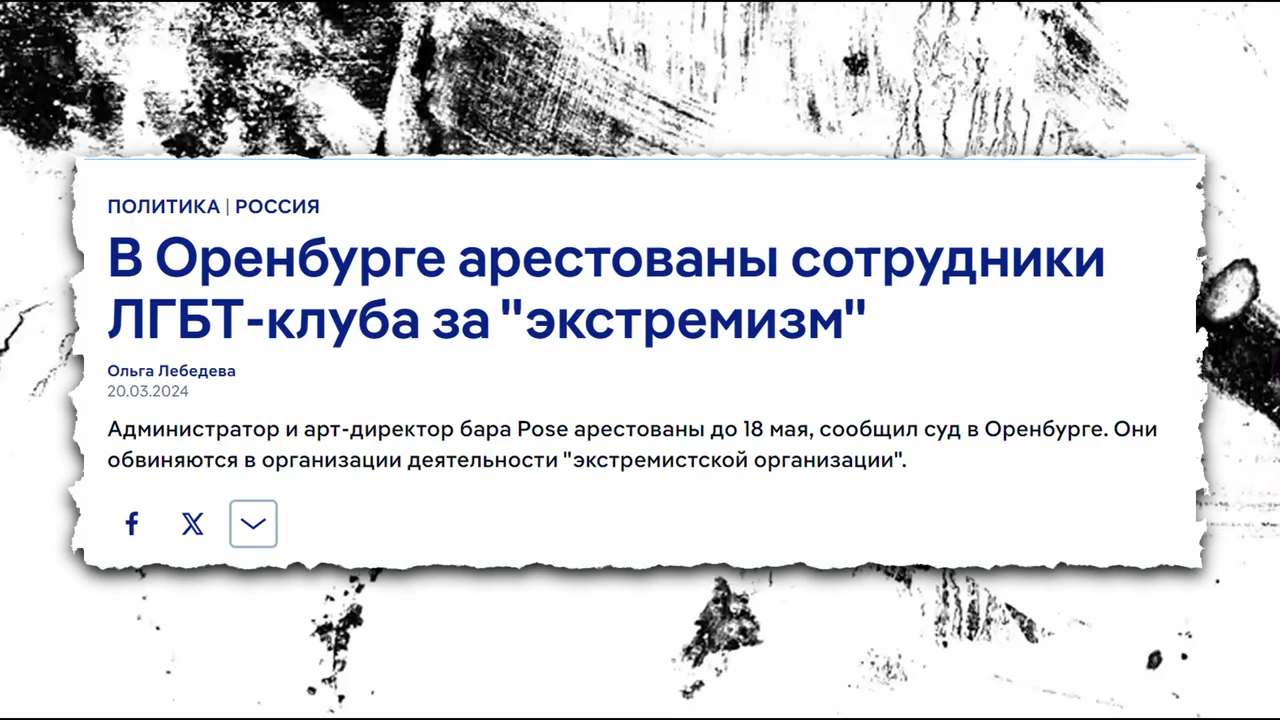 ПОЛИТИКА | РОССИЯ
В Оренбурге арестованы сотрудники
ЛГБТ-клуба за "экстремизм"
Ольга Лебедева
20.03.2024
Администратор и арт-директор бара Pose арестованы до 18 мая, сообщил суд в Оренбурге. Они
обвиняются в организации деятельности "экстремистской организации".